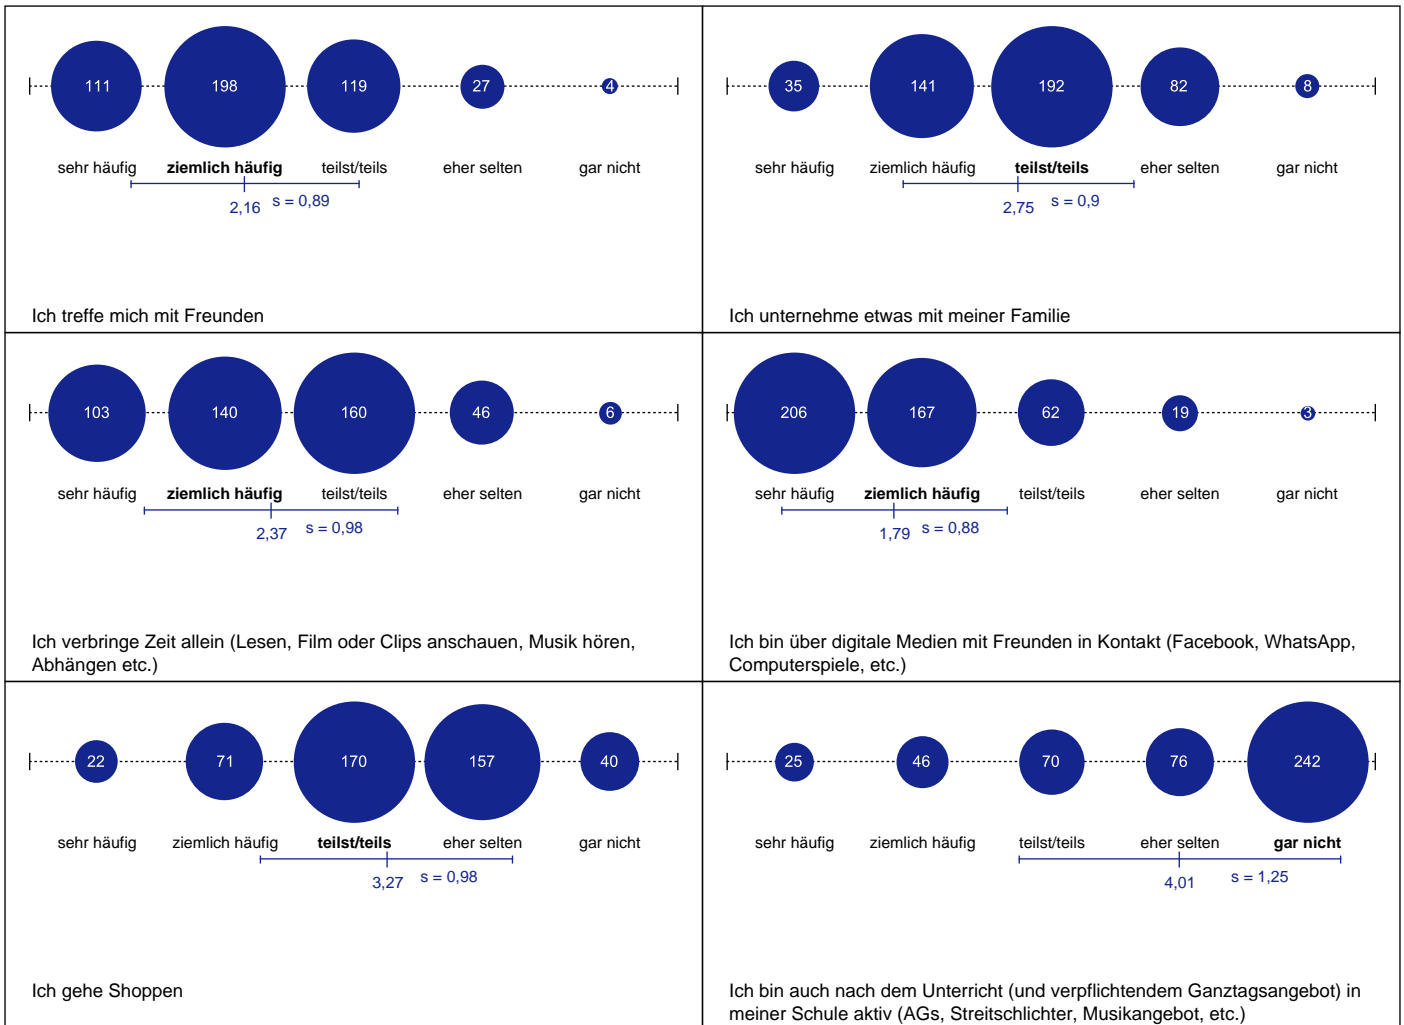 111 198 119 27 4
sehr häufig ziemlich häufig teilst/teils eher selten gar nicht
2,16 s = 0,89
Ich treffe mich mit Freunden
35 141 192 82 8
sehr häufig ziemlich häufig teilst/teils eher selten gar nicht
2,75 s = 0,9
Ich unternehme etwas mit meiner Familie
103 140 160 46 6
sehr häufig ziemlich häufig teilst/teils eher selten gar nicht
2,37 s = 0,98
Ich verbringe Zeit allein (Lesen, Film oder Clips anschauen, Musik hören,
Abhängen etc.)
206 167 62 19 3
sehr häufig ziemlich häufig teilst/teils eher selten gar nicht
1,79 s = 0,88
Ich bin über digitale Medien mit Freunden in Kontakt (Facebook, WhatsApp,
Computerspiele, etc.)
22 71 170 157 40
sehr häufig ziemlich häufig teilst/teils eher selten gar nicht
3,27 s = 0,98
Ich gehe Shoppen
25 46 70 76 242
sehr häufig ziemlich häufig teilst/teils eher selten gar nicht
4,01 s = 1,25
Ich bin auch nach dem Unterricht (und verpflichtendem Ganztagsangebot) in
meiner Schule aktiv (AGs, Streitschlichter, Musikangebot, etc.)